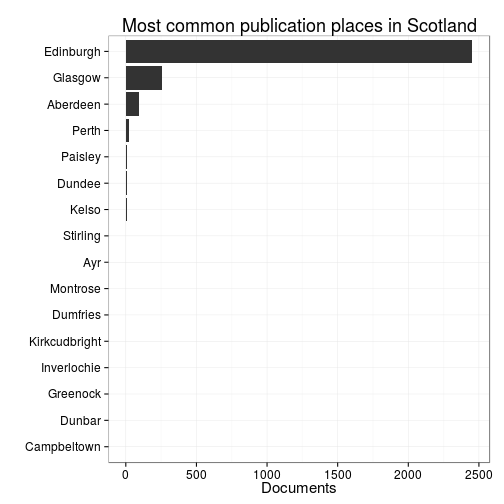 Most common publication places in Scotland
Edinburgh
Glasgow
Aberdeen
Perth
Paisley
Dundee
Kelso
Stirling
Ayr
Montrose
Dumfries
Kirkcudbright
Inverlochie
Greenock
Dunbar
Campbeltown
0 500 1000 1500 2000 2500
Documents